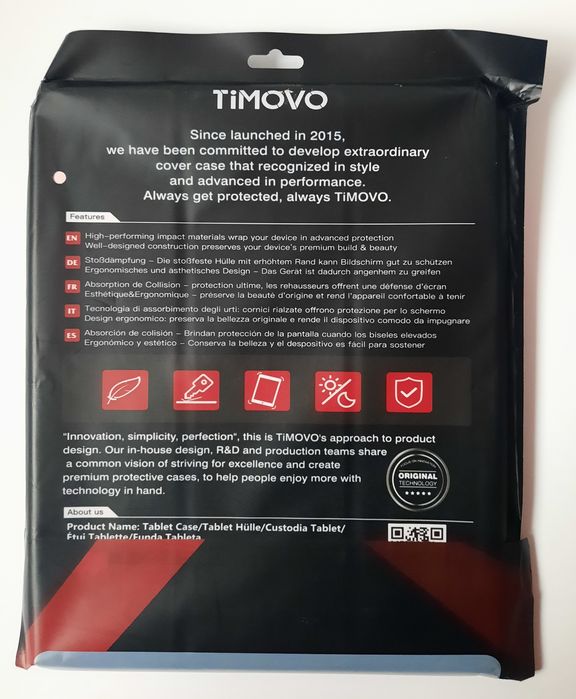 TiMOVO
Since launched in 2015,
we have been committed to develop extraordinary
cover case that recognized in style
and advanced in performance.
Always get protected, always TiMOVO.
Features
EN High-performing impact materials wrap your device in advanced protection
Well-designed construction preserves your device's premium build & beauty
DE Stoßdämpfung – Die stoßfeste Hülle mit erhöhtem Rand kann Bildschirm gut zu schützen
Ergonomisches und ästhetisches Design – Das Gerät ist dadurch angenhem zu greifen
FR Absorption de Collision – protection ultime, les rehausseurs offrent une défense d'écran
Esthétique&Ergonomique – préserve la beauté d'origine et rend l'appareil confortable à tenir
IT Tecnologia di assorbimento degli urti: cornici rialzate offrono protezione per lo schermo
Design ergonomico: preserva la bellezza originale e rende il dispositivo comodo da impugnare
ES Absorción de colisión – Brindan protección de la pantalla cuando los biseles elevados
Ergonómico y estético – Conserva la belleza y el despositivo es fácil para sostener
"Innovation, simplicity, perfection", this is TiMOVO's approach to product
design. Our in-house design, R&D and production teams share
a common vision of striving for excellence and create
premium protective cases, to help people enjoy more with
technology in hand.
ORIGINAL
TECHNOLOGY
About us
Product Name: Tablet Case/Tablet Hülle/Custodia Tablet/
Étui Tablette/Funda Tableta